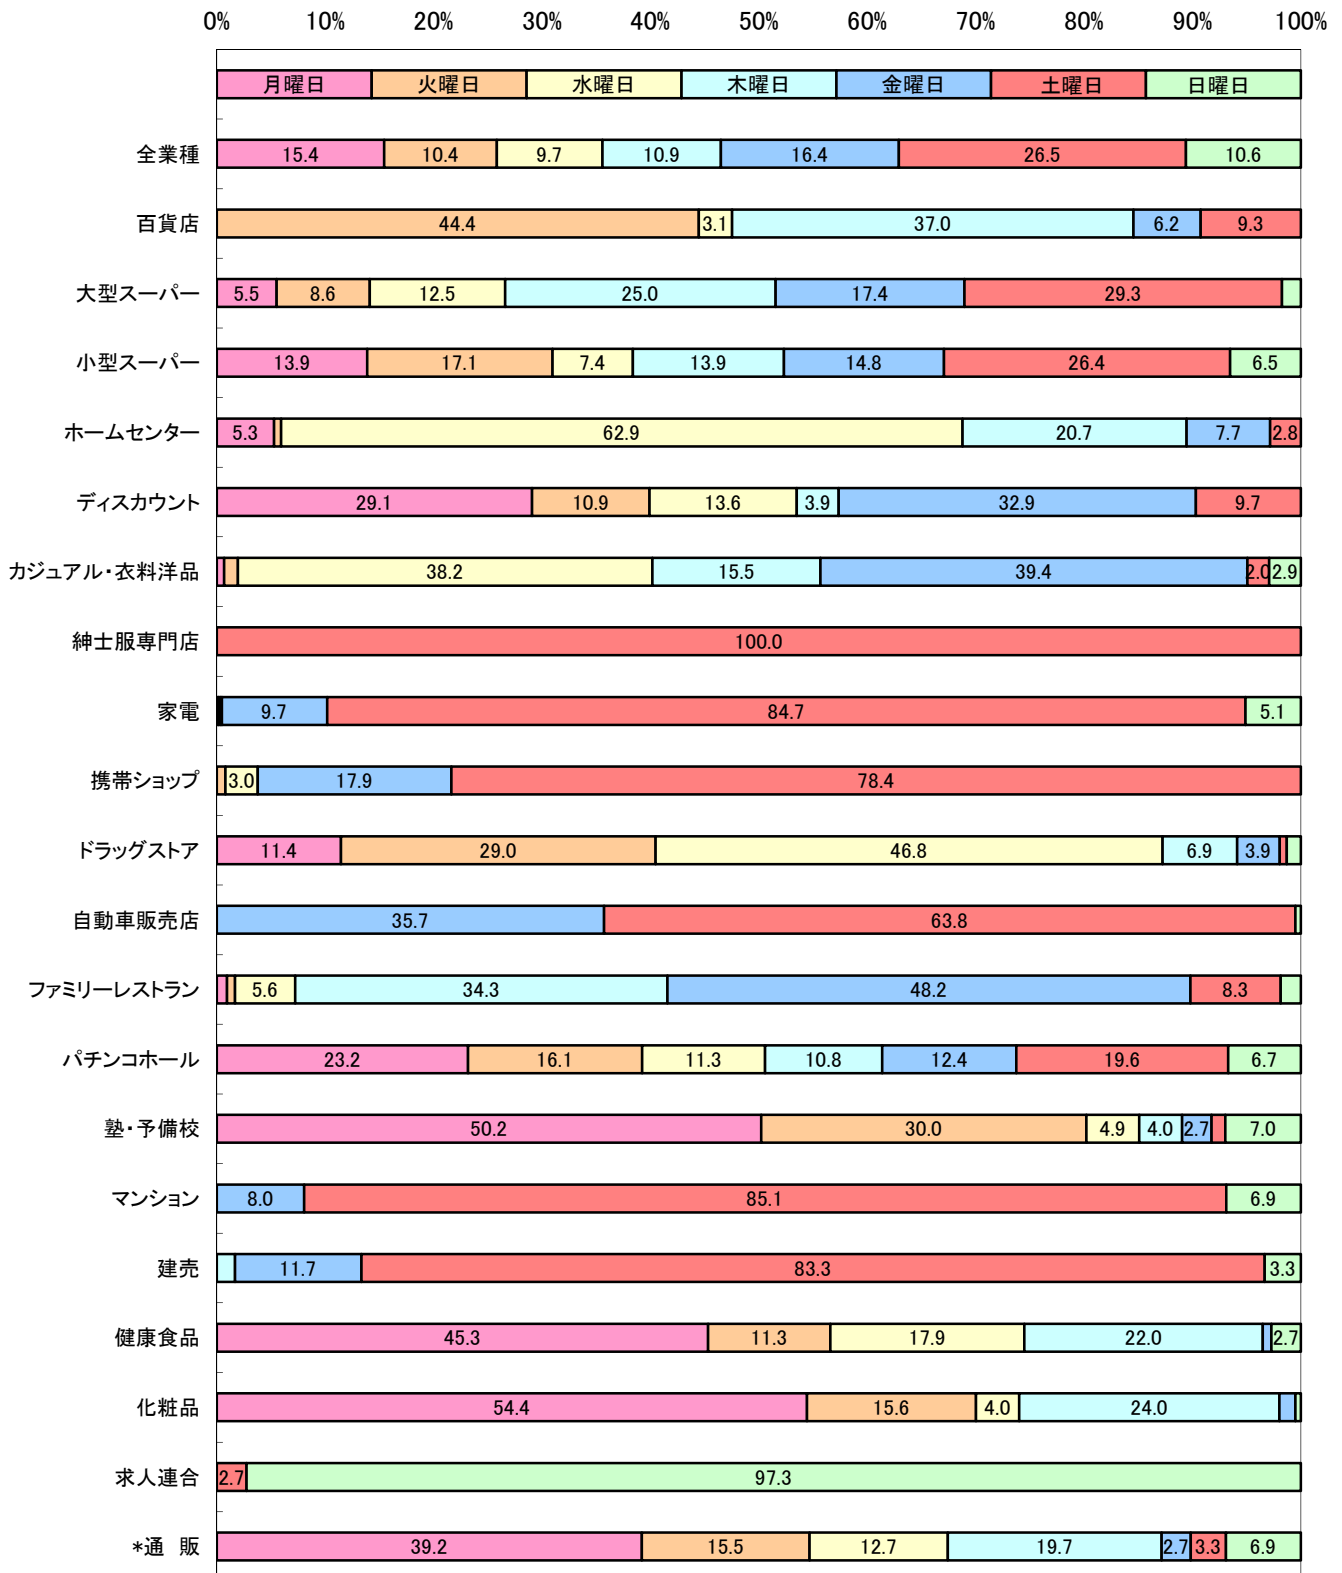 0% 10% 20% 30% 40% 50% 60% 70% 80% 90% 100%
月曜日 火曜日 水曜日 木曜日 金曜日 土曜日 日曜日
全業種 15.4 10.4 9.7 10.9 16.4 26.5 10.6
百貨店 44.4 3.1 37.0 6.2 9.3
大型スーパー 5.5 8.6 12.5 25.0 17.4 29.3
小型スーパー 13.9 17.1 7.4 13.9 14.8 26.4 6.5
ホームセンター 5.3 62.9 20.7 7.7 2.8
ディスカウント 29.1 10.9 13.6 3.9 32.9 9.7
カジュアル・衣料洋品 38.2 15.5 39.4 2.0 2.9
紳士服専門店 100.0
家電 9.7 84.7 5.1
携帯ショップ 3.0 17.9 78.4
ドラッグストア 11.4 29.0 46.8 6.9 3.9
自動車販売店 35.7 63.8
ファミリーレストラン 5.6 34.3 48.2 8.3
パチンコホール 23.2 16.1 11.3 10.8 12.4 19.6 6.7
塾・予備校 50.2 30.0 4.9 4.0 2.7 7.0
マンション 8.0 85.1 6.9
建売 11.7 83.3 3.3
健康食品 45.3 11.3 17.9 22.0 2.7
化粧品 54.4 15.6 4.0 24.0
求人連合 2.7 97.3
*通 販 39.2 15.5 12.7 19.7 2.7 3.3 6.9